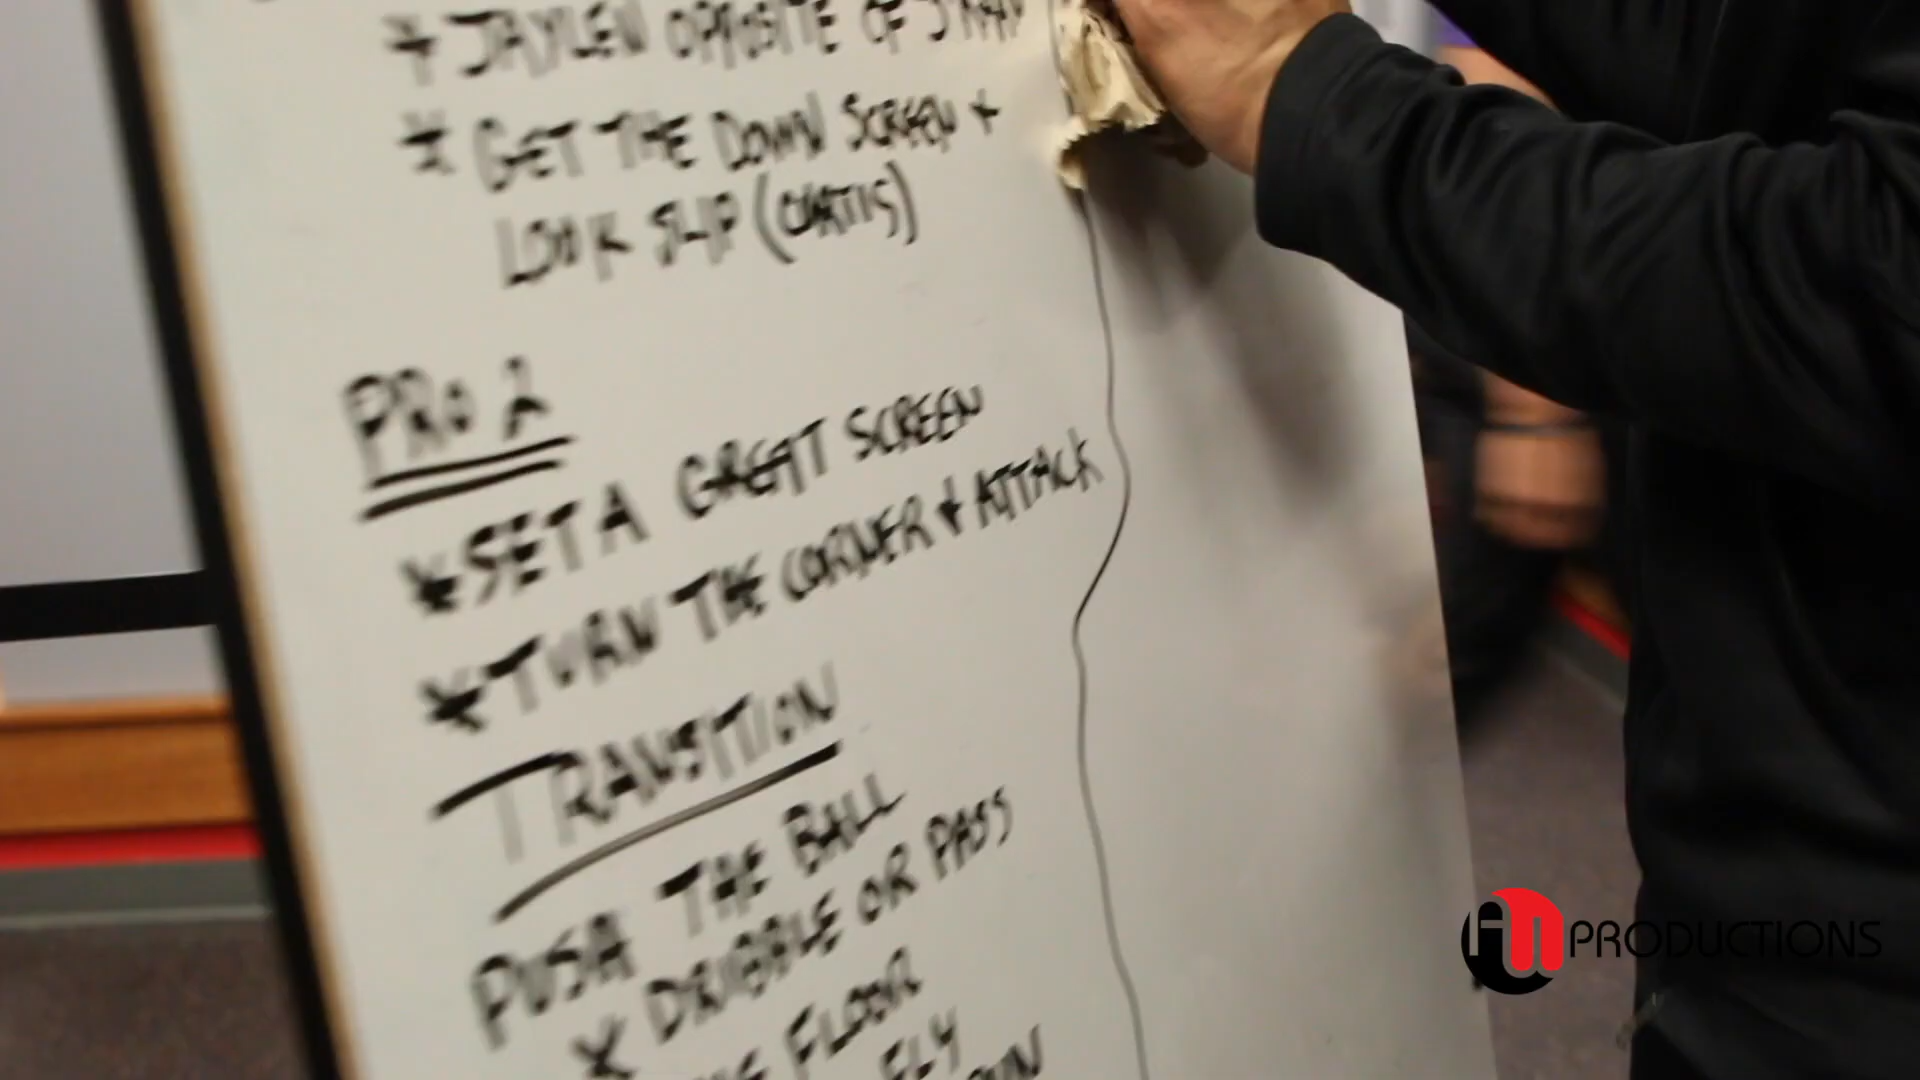 * JAYLEN OPPOSITE OF
* GET THE DOWN SCREEN +
LOOK SLIP (CURTIS)
PRO 2
* SET A GREAT SCREEN
* TURN THE CORNER + ATTACK
TRANSITION
PUSH THE BALL
* DRIBBLE OR PASS
FLOOR
FLY
PRODUCTIONS